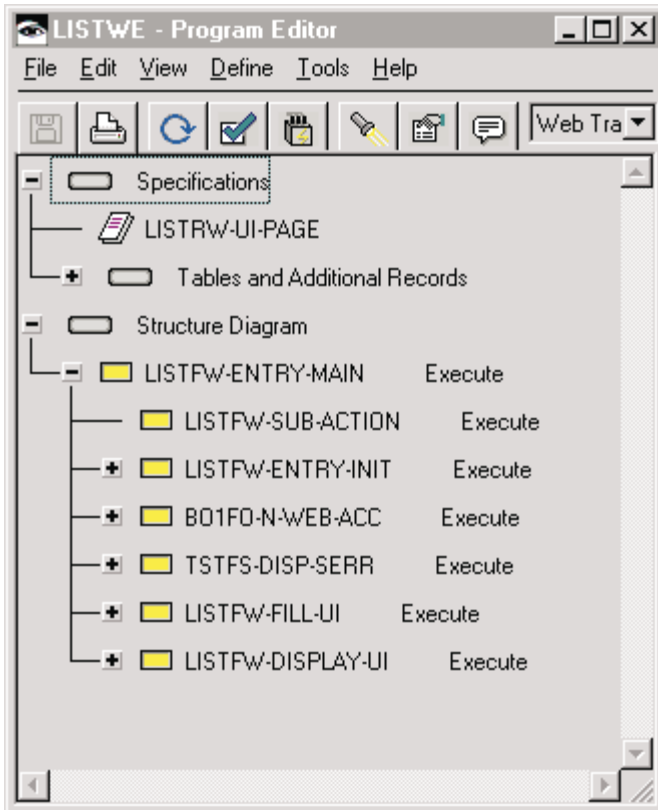 LISTWE - Program Editor
File Edit View Define Tools Help
Web Tra
Specifications
LISTRW-UI-PAGE
Tables and Additional Records
Structure Diagram
LISTFW-ENTRY-MAIN Execute
LISTFW-SUB-ACTION Execute
LISTFW-ENTRY-INIT Execute
BO1FO-N-WEB-ACC Execute
TSTFS-DISP-SERR Execute
LISTFW-FILL-UI Execute
LISTFW-DISPLAY-UI Execute